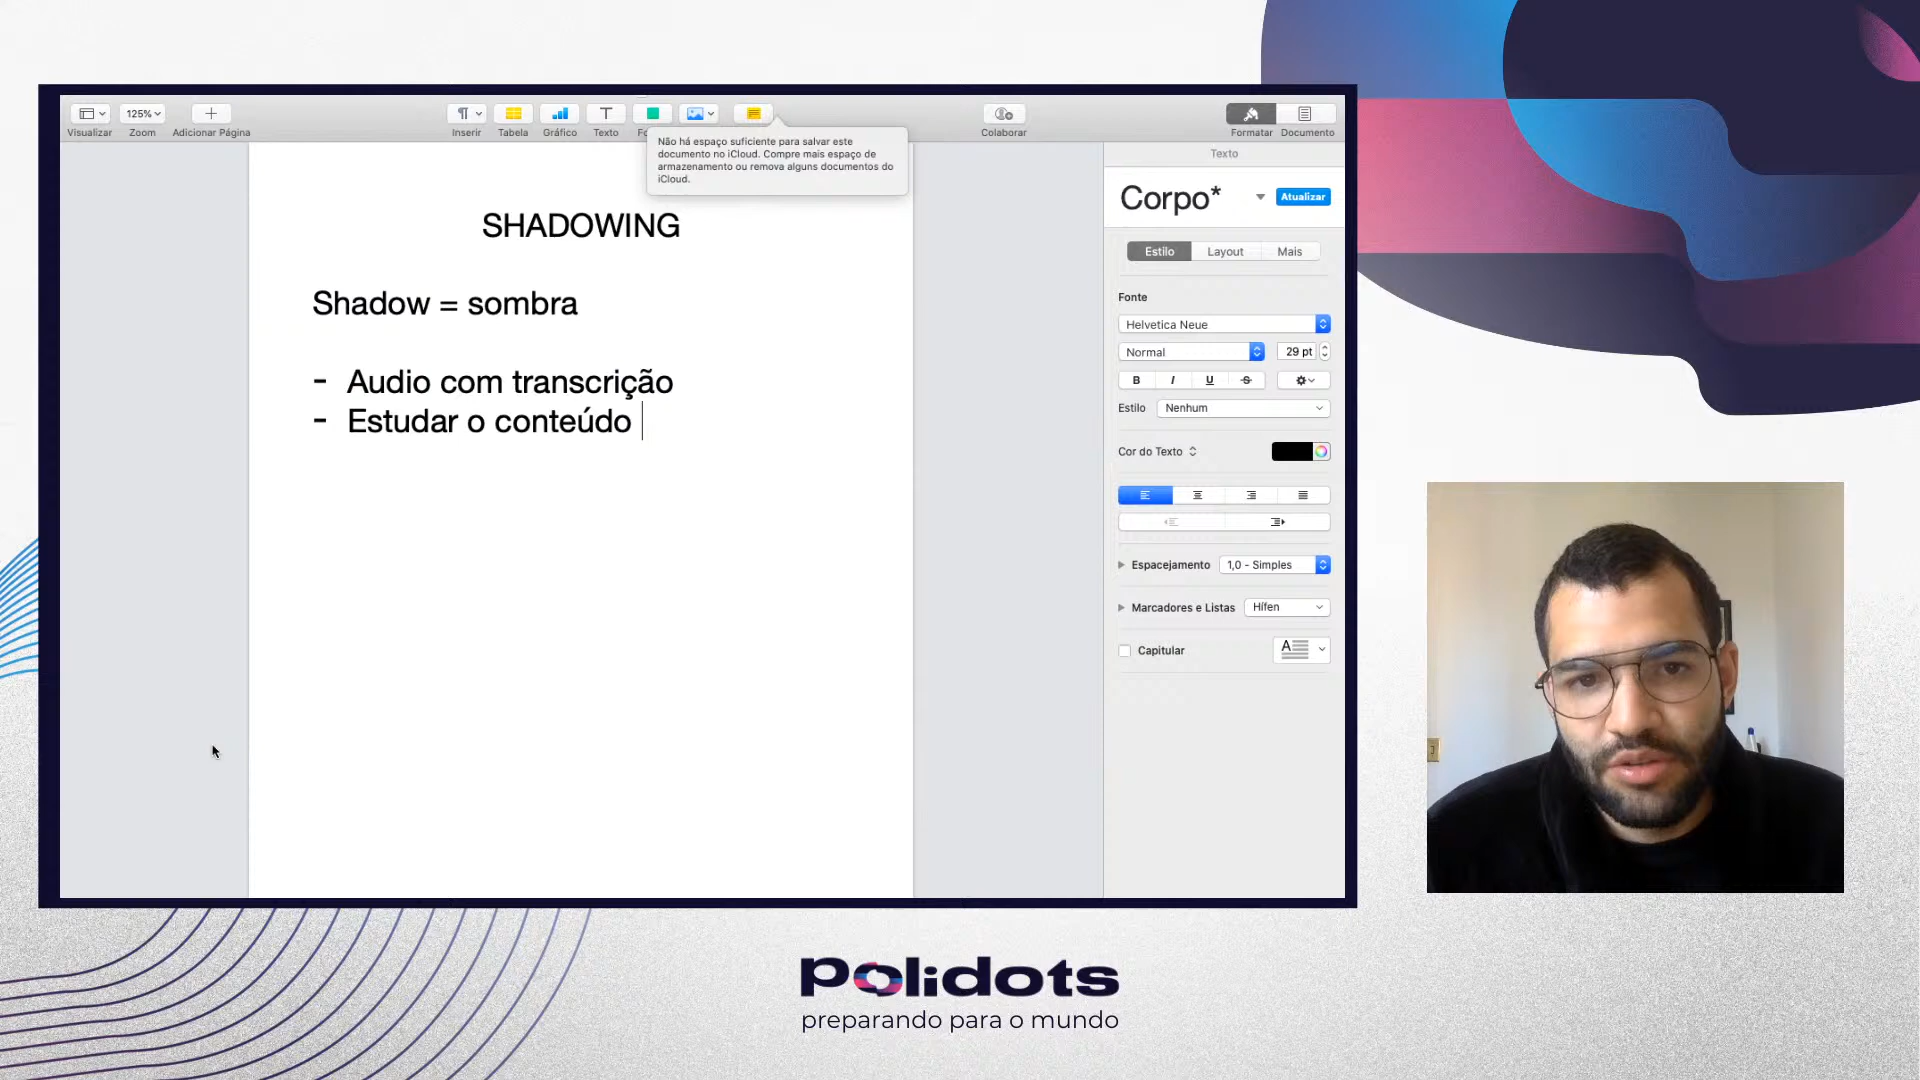 125%
Visualizar
Zoom
Adicionar Página
Inserir
Tabela
Gráfico
Texto
Colaborar
Formatar
Documento
Não há espaço suficiente para salvar este
documento no iCloud. Compre mais espaço de
armazenamento ou remova alguns documentos do
iCloud.
SHADOWING
Shadow = sombra
- Audio com transcrição
- Estudar o conteúdo
Texto
Corpo*
Atualizar
Estilo
Layout
Mais
Fonte
Helvetica Neue
Normal
29 pt
B I U S
Estilo
Nenhum
Cor do Texto
Espacejamento
1,0 - Simples
Marcadores e Listas
Hífen
Capitular
A
polidots
preparando para o mundo